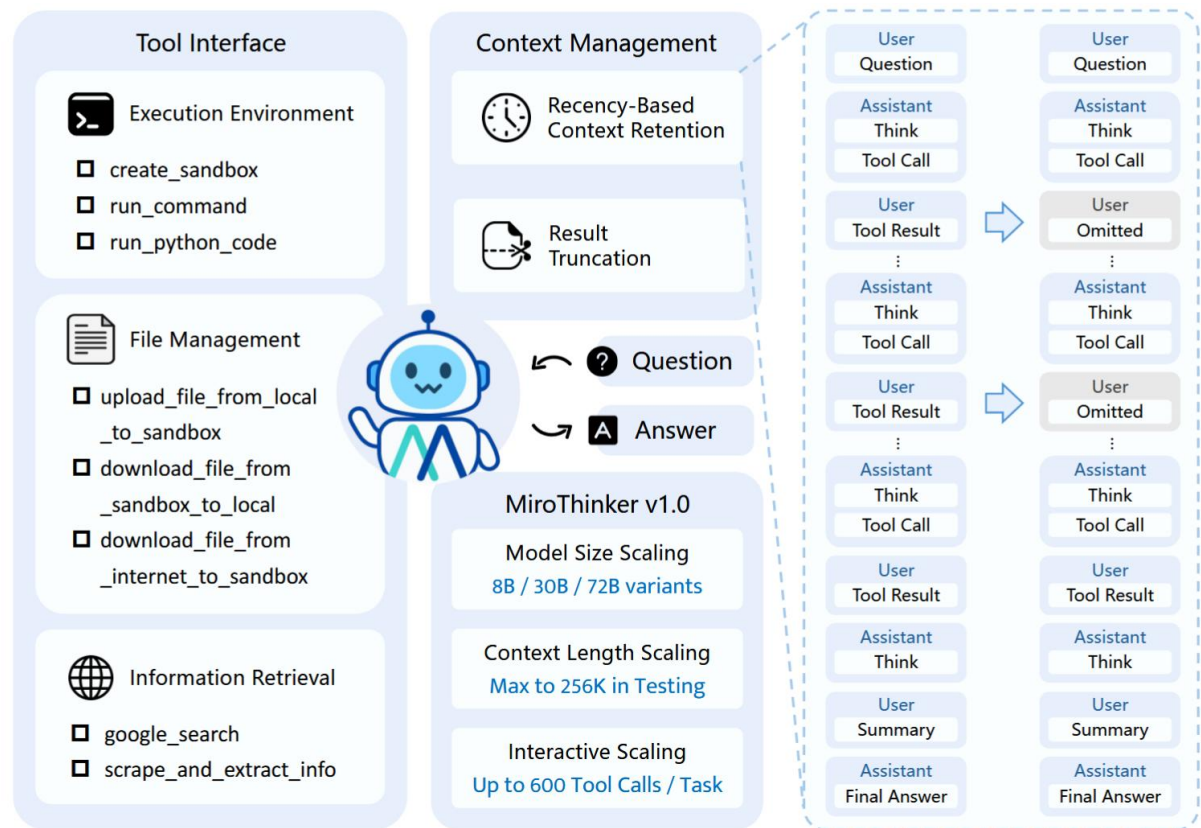 Tool Interface
Execution Environment
create_sandbox
run_command
run_python_code
File Management
upload_file_from_local
_to_sandbox
download_file_from
_sandbox_to_local
download_file_from
_internet_to_sandbox
Information Retrieval
google_search
scrape_and_extract_info
Context Management
Recency-Based
Context Retention
Result
Truncation
? Question
A Answer
MiroThinker v1.0
Model Size Scaling
8B / 30B / 72B variants
Context Length Scaling
Max to 256K in Testing
Interactive Scaling
Up to 600 Tool Calls / Task
User
Question
Assistant
Think
Tool Call
User
Tool Result
⋮
Assistant
Think
Tool Call
User
Tool Result
⋮
Assistant
Think
Tool Call
User
Tool Result
Assistant
Think
User
Summary
Assistant
Final Answer
User
Question
Assistant
Think
Tool Call
User
Omitted
⋮
Assistant
Think
Tool Call
User
Omitted
⋮
Assistant
Think
Tool Call
User
Tool Result
Assistant
Think
User
Summary
Assistant
Final Answer